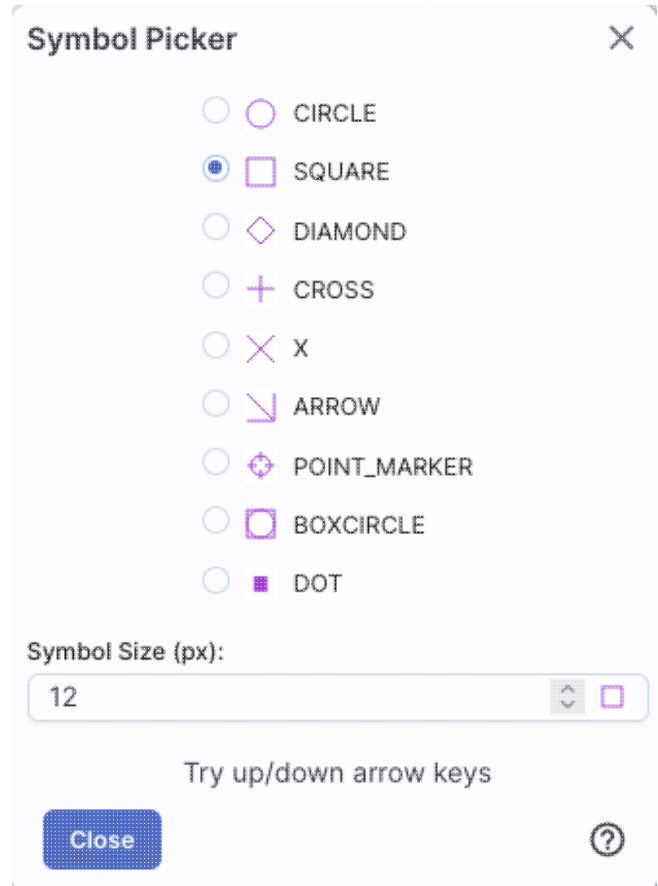 Symbol Picker
CIRCLE
SQUARE
DIAMOND
CROSS
X
ARROW
POINT_MARKER
BOXCIRCLE
DOT
Symbol Size (px):
12
Try up/down arrow keys
Close